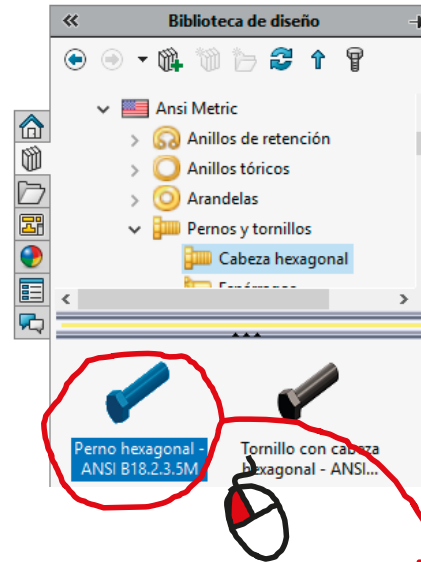 Biblioteca de diseño
Ansi Metric
Anillos de retención
Anillos tóricos
Arandelas
Pernos y tornillos
Cabeza hexagonal
Espárragos
Perno hexagonal -
ANSI B18.2.3.5M
Tornillo con cabeza
hexagonal - ANSI...